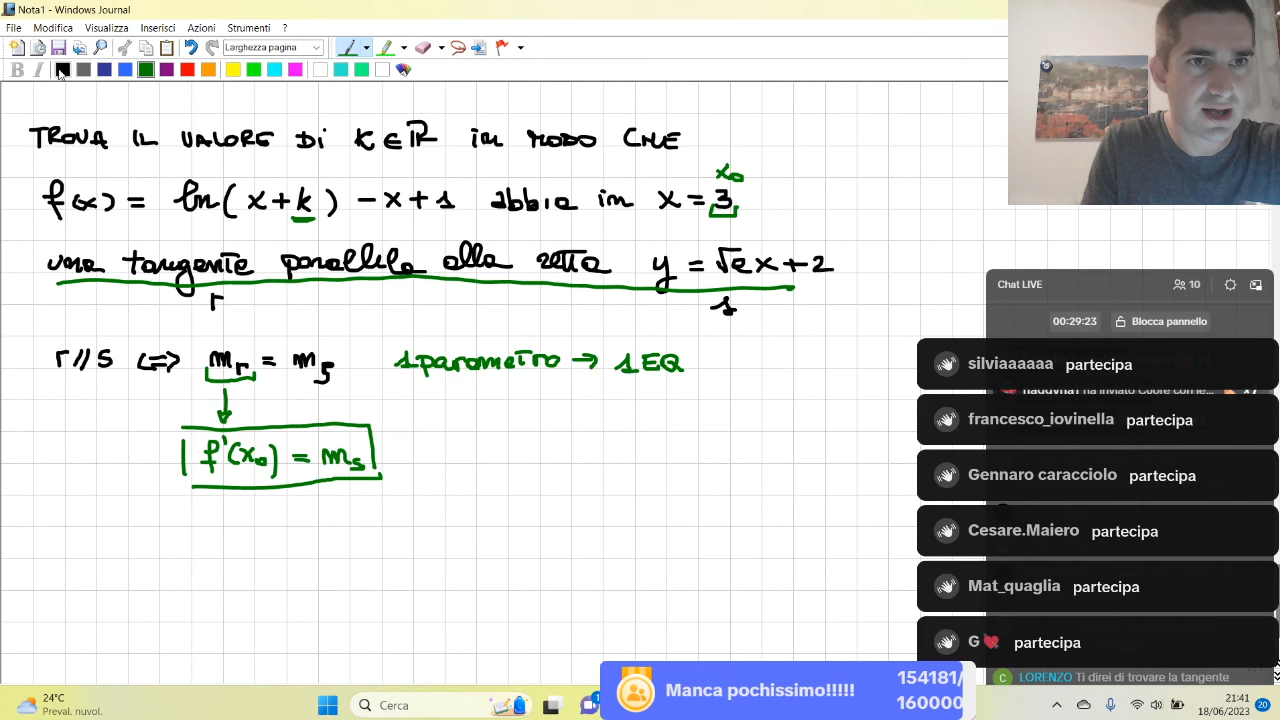 Nota1 - Windows Journal
File Modifica Visualizza Inserisci Azioni Strumenti ?
Larghezza pagina
B I
TROVA IL VALORE DI K ∈ ℝ IN MODO CHE
x₀
f(x) = ln(x+k) - x+1 abbia in x = 3
una tangente parallela alla retta y = √2x+2
r s
r // s ⇔ mr = ms 1 parametro → 1 EQ
f'(x₀) = ms
Chat LIVE 10
00:29:23 Blocca pannello
silviaaaaaa partecipa
francesco_iovinella partecipa
Gennaro caracciolo partecipa
Cesare.Maiero partecipa
Mat_quaglia partecipa
G partecipa
C LORENZO Ti direi di trovare la tangente
Manca pochissimo!!!!! 154181/
160000
24°C
Preval. nuvol.
Cerca
21:41
18/06/2023
20